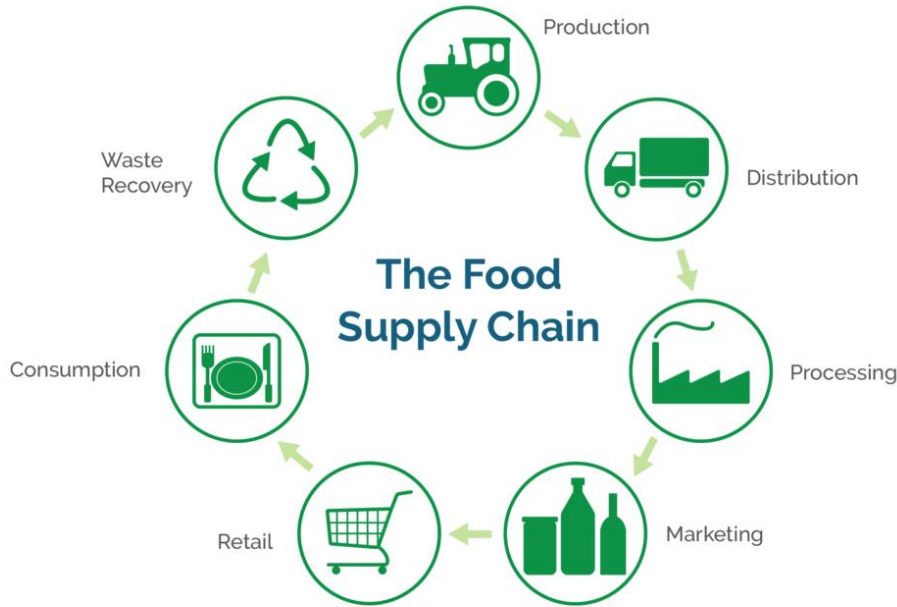 The Food
Supply Chain
Production
Distribution
Processing
Marketing
Retail
Consumption
Waste
Recovery